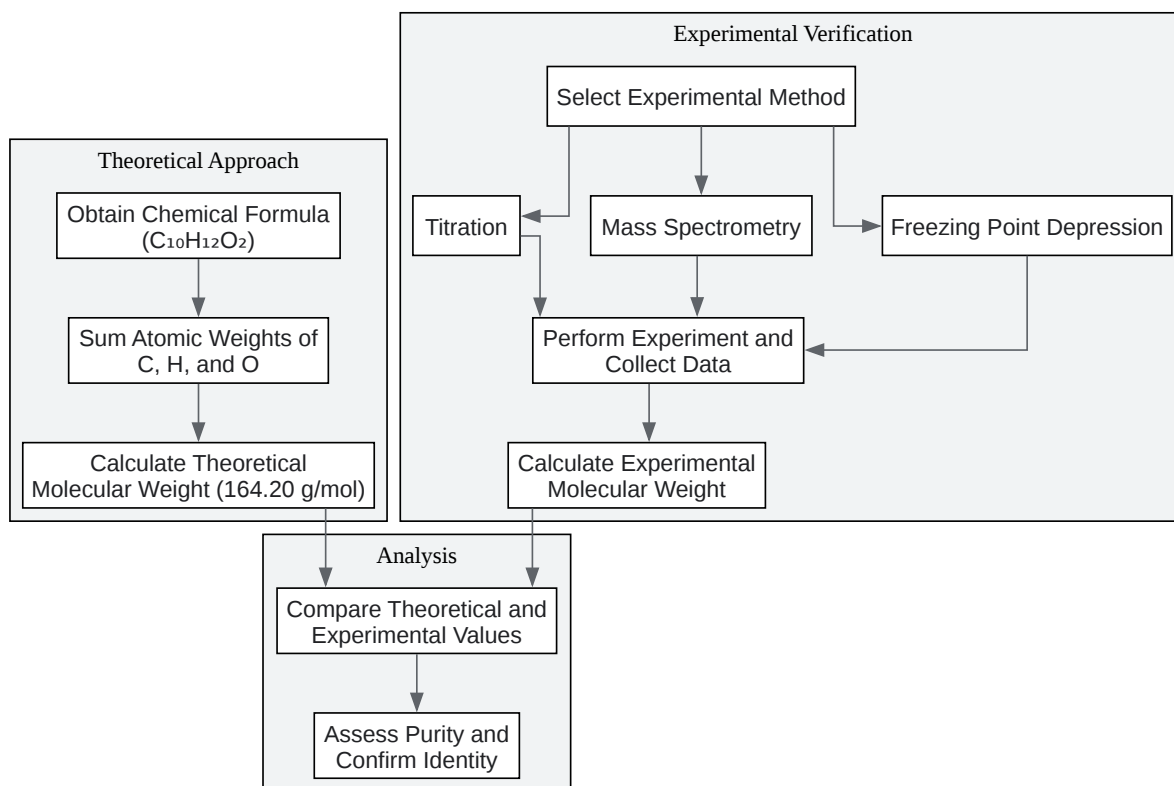 Experimental Verification
Select Experimental Method
Titration
Mass Spectrometry
Freezing Point Depression
Perform Experiment and
Collect Data
Calculate Experimental
Molecular Weight
Theoretical Approach
Obtain Chemical Formula
(C₁₀H₁₂O₂)
Sum Atomic Weights of
C, H, and O
Calculate Theoretical
Molecular Weight (164.20 g/mol)
Analysis
Compare Theoretical and
Experimental Values
Assess Purity and
Confirm Identity